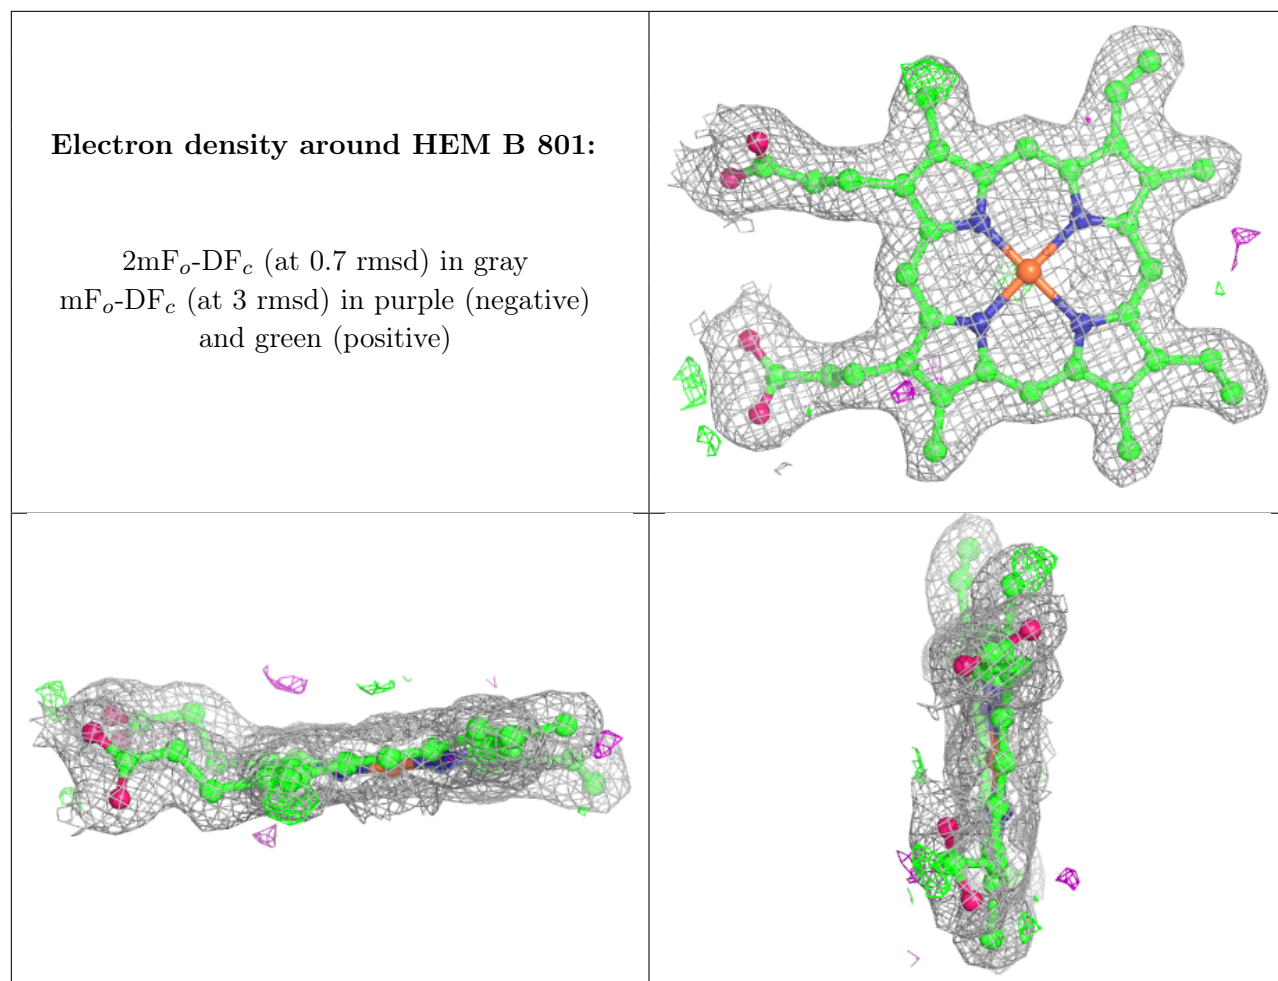 Electron density around HEM B 801:
2mFo-DFc (at 0.7 rmsd) in gray
mFo-DFc (at 3 rmsd) in purple (negative)
and green (positive)